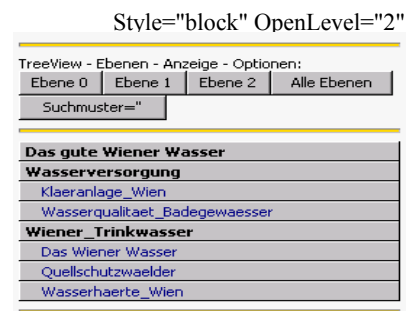 Style="block" OpenLevel="2"
TreeView - Ebenen - Anzeige - Optionen:
Ebene 0 Ebene 1 Ebene 2 Alle Ebenen
Suchmuster=''
Das gute Wiener Wasser
Wasserversorgung
Klaeranlage_Wien
Wasserqualitaet_Badegewaesser
Wiener_Trinkwasser
Das Wiener Wasser
Quellschutzwaelder
Wasserhaerte_Wien